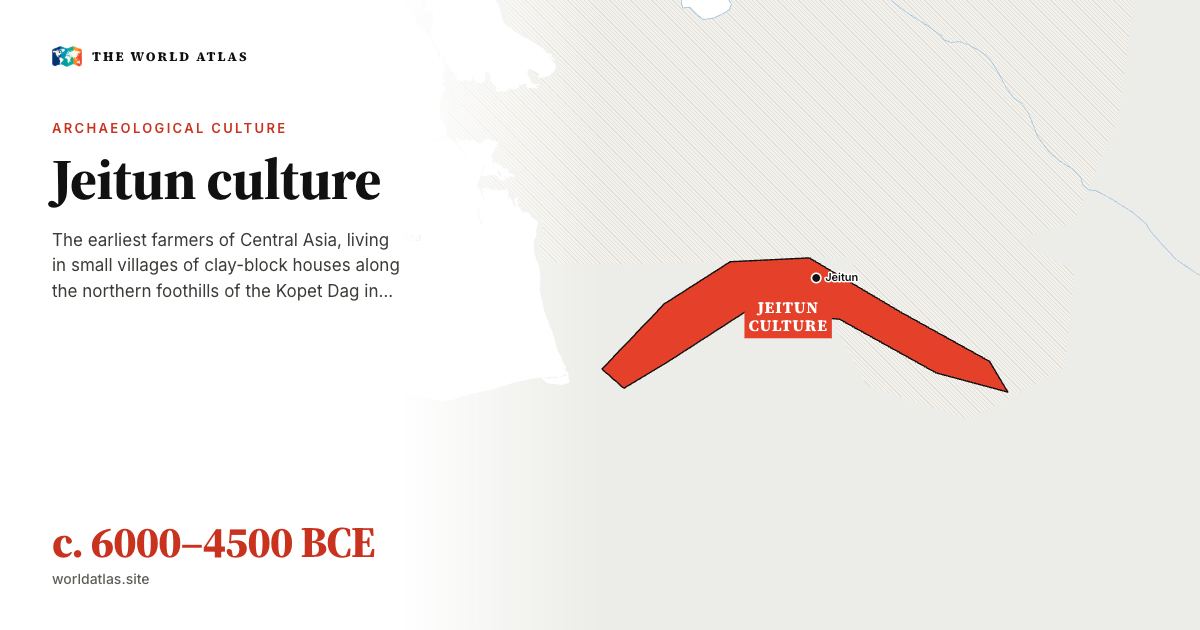 THE WORLD ATLAS
ARCHAEOLOGICAL CULTURE
Jeitun culture
The earliest farmers of Central Asia, living
in small villages of clay-block houses along
the northern foothills of the Kopet Dag in...
Jeitun
JEITUN
CULTURE
c. 6000–4500 BCE
worldatlas.site